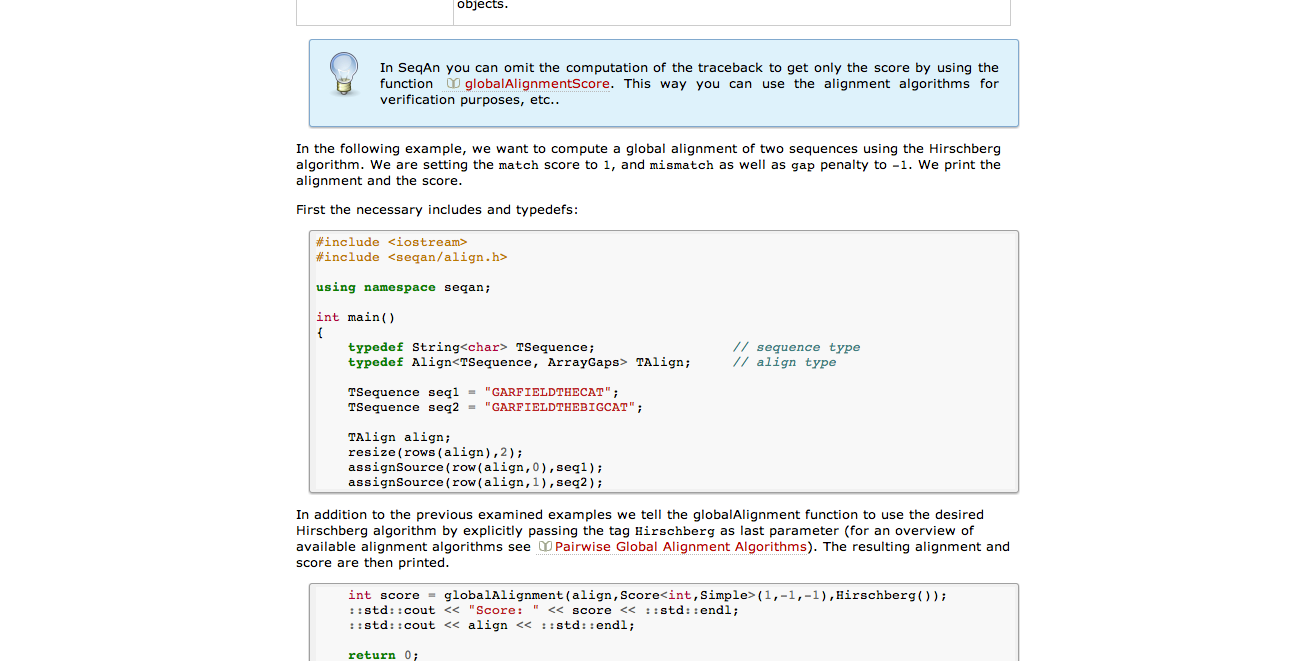 objects.
In SeqAn you can omit the computation of the traceback to get only the score by using the
function globalAlignmentScore. This way you can use the alignment algorithms for
verification purposes, etc..
In the following example, we want to compute a global alignment of two sequences using the Hirschberg
algorithm. We are setting the match score to 1, and mismatch as well as gap penalty to -1. We print the
alignment and the score.
First the necessary includes and typedefs:
#include <iostream>
#include <seqan/align.h>
using namespace seqan;
int main()
{
typedef String<char> TSequence; // sequence type
typedef Align<TSequence, ArrayGaps> TAlign; // align type
TSequence seq1 = "GARFIELDTHECAT";
TSequence seq2 = "GARFIELDTHEBIGCAT";
TAlign align;
resize(rows(align),2);
assignSource(row(align,0),seq1);
assignSource(row(align,1),seq2);
In addition to the previous examined examples we tell the globalAlignment function to use the desired
Hirschberg algorithm by explicitly passing the tag Hirschberg as last parameter (for an overview of
available alignment algorithms see Pairwise Global Alignment Algorithms). The resulting alignment and
score are then printed.
int score = globalAlignment(align,Score<int,Simple>(1,-1,-1),Hirschberg());
::std::cout << "Score: " << score << ::std::endl;
::std::cout << align << ::std::endl;
return 0;